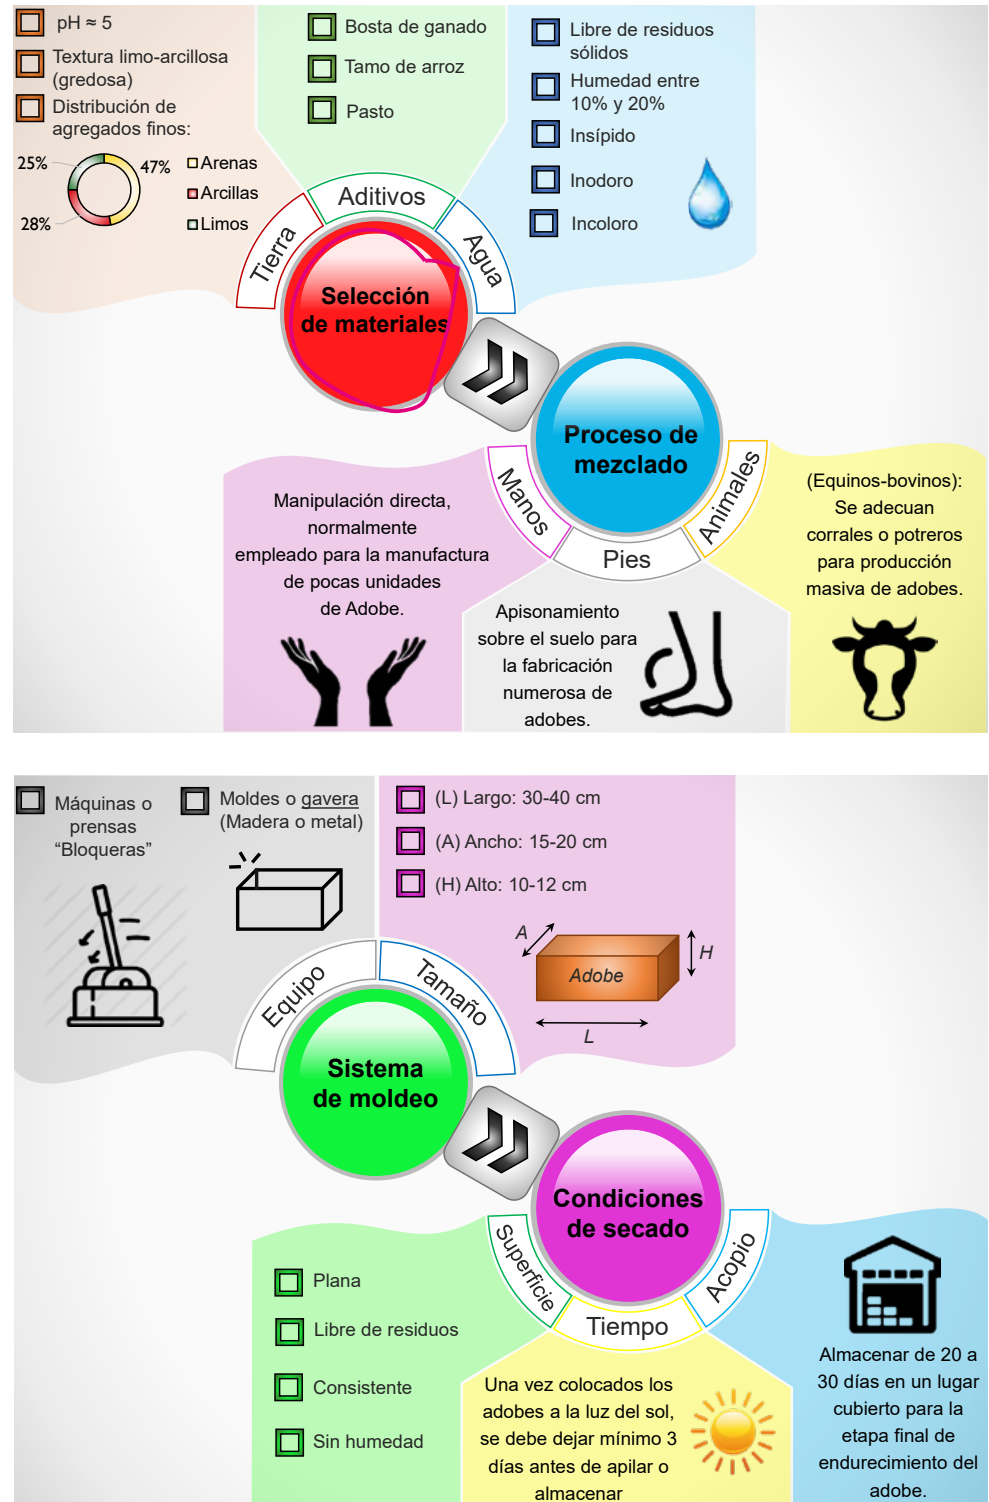 pH ≈ 5
Textura limo-arcillosa
(gredosa)
Distribución de
agregados finos:
25%
47%
28%
Arenas
Arcillas
Limos
Bosta de ganado
Tamo de arroz
Pasto
Libre de residuos
sólidos
Humedad entre
10% y 20%
Insípido
Inodoro
Incoloro
Tierra
Aditivos
Agua
Selección
de materiales
Proceso de
mezclado
Manos
Pies
Animales
Manipulación directa,
normalmente
empleado para la manufactura
de pocas unidades
de Adobe.
Apisonamiento
sobre el suelo para
la fabricación
numerosa de
adobes.
(Equinos-bovinos):
Se adecuan
corrales o potreros
para producción
masiva de adobes.
Máquinas o
prensas
“Bloqueras”
Moldes o gavera
(Madera o metal)
(L) Largo: 30-40 cm
(A) Ancho: 15-20 cm
(H) Alto: 10-12 cm
A
H
Adobe
L
Equipo
Tamaño
Sistema
de moldeo
Condiciones
de secado
Superficie
Tiempo
Acopio
Plana
Libre de residuos
Consistente
Sin humedad
Una vez colocados los
adobes a la luz del sol,
se debe dejar mínimo 3
días antes de apilar o
almacenar
Almacenar de 20 a
30 días en un lugar
cubierto para la
etapa final de
endurecimiento del
adobe.